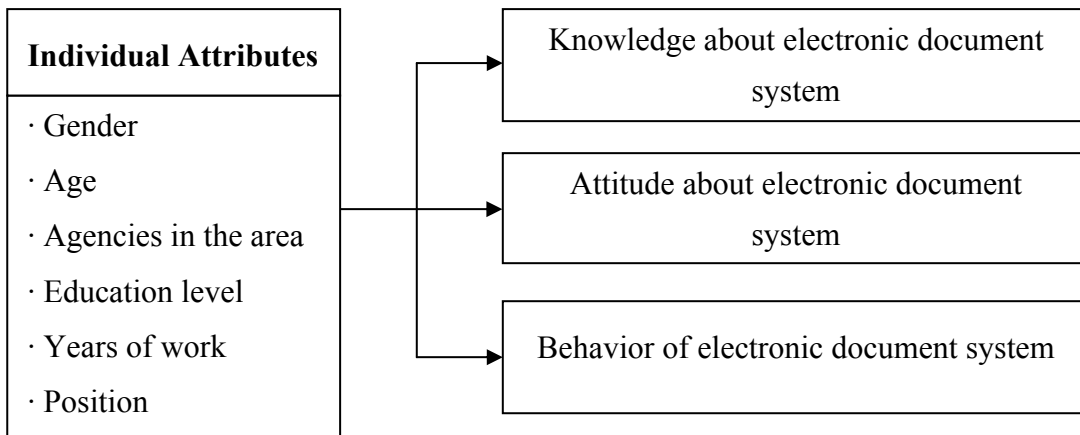 Individual Attributes
· Gender
· Age
· Agencies in the area
· Education level
· Years of work
· Position
Knowledge about electronic document
system
Attitude about electronic document
system
Behavior of electronic document system